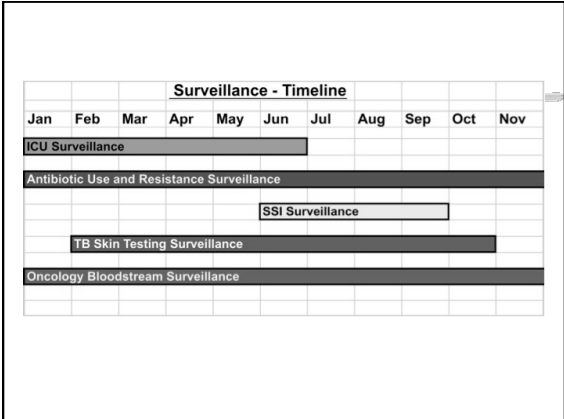 Surveillance - Timeline
Jan Feb Mar Apr May Jun Jul Aug Sep Oct Nov
ICU Surveillance
Antibiotic Use and Resistance Surveillance
SSI Surveillance
TB Skin Testing Surveillance
Oncology Bloodstream Surveillance